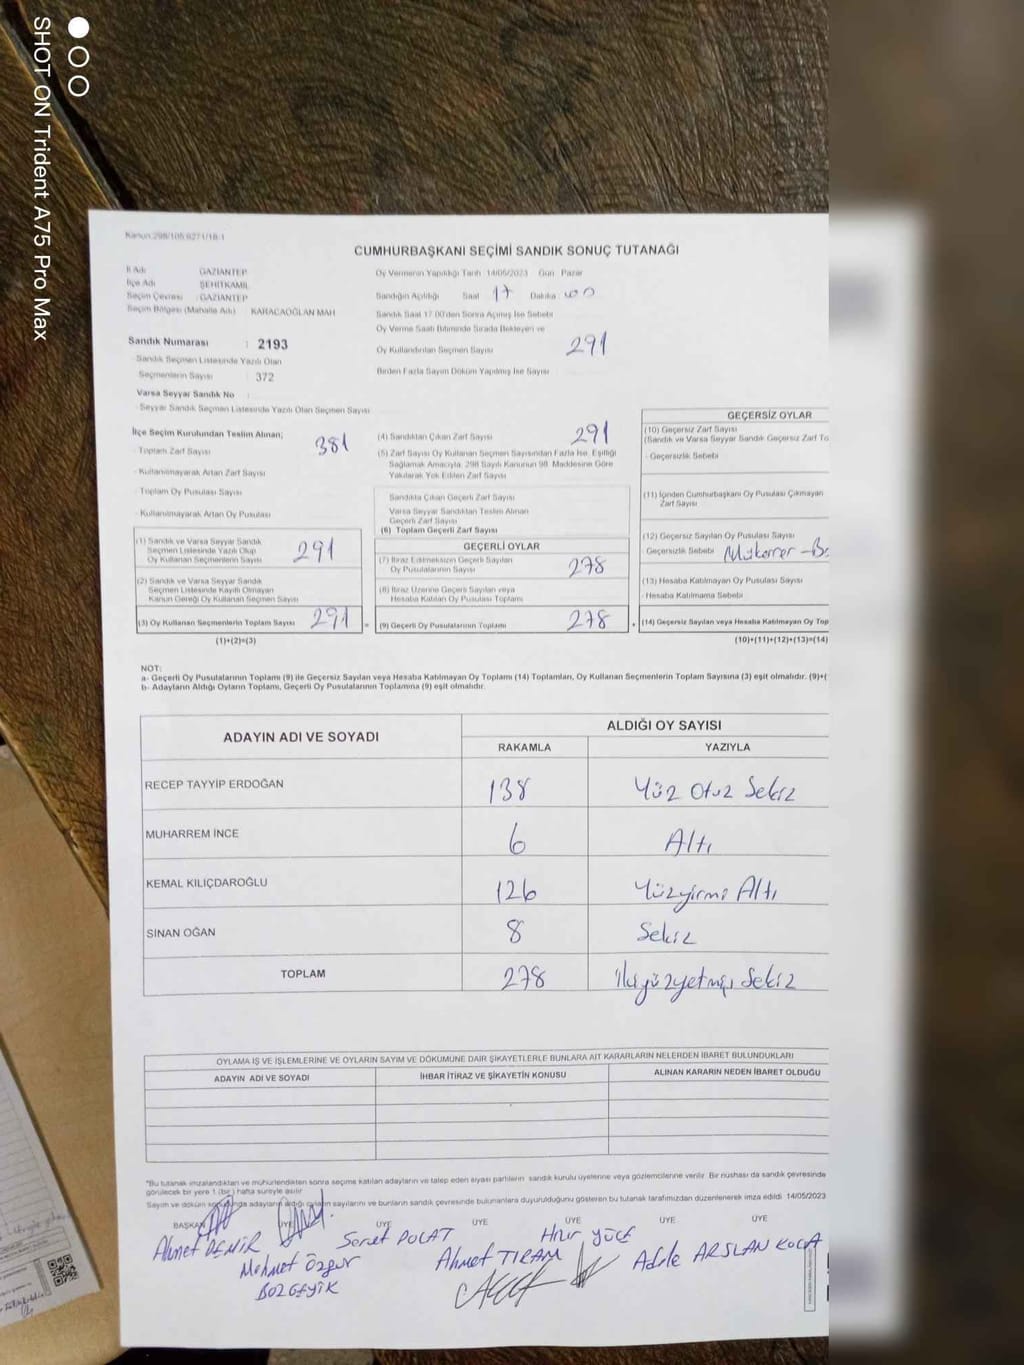 SHOT ON Trident A75 Pro Max
Kanun:298/105,6271/18-1
CUMHURBAŞKANI SEÇİMİ SANDIK SONUÇ TUTANAĞI
İl Adı GAZİANTEP
İlçe Adı ŞEHİTKAMİL
Seçim Çevresi : GAZİANTEP
Seçim Bölgesi (Mahalle Adı) KARACAOĞLAN MAH
Oy Vermenin Yapıldığı Tarih 14/05/2023 Gün Pazar
Sandığın Açıldığı Saat 17 Dakika 00
Sandık Saat 17.00'den Sonra Açılmış İse Sebebi
Oy Verme Saati Bitiminde Sırada Bekleyen ve
Oy Kullandırılan Seçmen Sayısı 291
Birden Fazla Sayım Döküm Yapılmış İse Sayısı
Sandık Numarası : 2193
Sandık Seçmen Listesinde Yazılı Olan
Seçmenlerin Sayısı : 372
Varsa Seyyar Sandık No
Seyyar Sandık Seçmen Listesinde Yazılı Olan Seçmen Sayısı
İlçe Seçim Kurulundan Teslim Alınan;
- Toplam Zarf Sayısı 381
- Kullanılmayarak Artan Zarf Sayısı
- Toplam Oy Pusulası Sayısı
- Kullanılmayarak Artan Oy Pusulası
(1) Sandık ve Varsa Seyyar Sandık
Seçmen Listesinde Yazılı Olup
Oy Kullanan Seçmenlerin Sayısı 291
(2) Sandık ve Varsa Seyyar Sandık
Seçmen Listesinde Kayıtlı Olmayan
Kanun Gereği Oy Kullanan Seçmen Sayısı
(3) Oy Kullanan Seçmenlerin Toplam Sayısı 291 =
(1)+(2)=(3)
(4) Sandıktan Çıkan Zarf Sayısı 291
(5) Zarf Sayısı Oy Kullanan Seçmen Sayısından Fazla İse, Eşitliği
Sağlamak Amacıyla, 298 Sayılı Kanunun 98. Maddesine Göre
Yakılarak Yok Edilen Zarf Sayısı
Sandıkta Çıkan Geçerli Zarf Sayısı
Varsa Seyyar Sandıktan Teslim Alınan
Geçerli Zarf Sayısı
(6) Toplam Geçerli Zarf Sayısı
GEÇERLİ OYLAR
(7) İtiraz Edilmeksizin Geçerli Sayılan
Oy Pusulalarının Sayısı 278
(8) İtiraz Üzerine Geçerli Sayılan veya
Hesaba Katılan Oy Pusulası Toplamı
(9) Geçerli Oy Pusulalarının Toplamı 278 +
GEÇERSİZ OYLAR
(10) Geçersiz Zarf Sayısı
(Sandık ve Varsa Seyyar Sandık Geçersiz Zarf To
- Geçersizlik Sebebi
(11) İçinden Cumhurbaşkanı Oy Pusulası Çıkmayan
Zarf Sayısı
(12) Geçersiz Sayılan Oy Pusulası Sayısı
Geçersizlik Sebebi Mükerrer -B
(13) Hesaba Katılmayan Oy Pusulası Sayısı
- Hesaba Katılmama Sebebi
(14) Geçersiz Sayılan veya Hesaba Katılmayan Oy Top
(10)+(11)+(12)+(13)=(14)
NOT:
a- Geçerli Oy Pusulalarının Toplamı (9) ile Geçersiz Sayılan veya Hesaba Katılmayan Oy Toplamı (14) Toplamları, Oy Kullanan Seçmenlerin Toplam Sayısına (3) eşit olmalıdır. (9)+(
b- Adayların Aldığı Oyların Toplamı, Geçerli Oy Pusulalarının Toplamına (9) eşit olmalıdır.
ADAYIN ADI VE SOYADI
ALDIĞI OY SAYISI
RAKAMLA YAZIYLA
RECEP TAYYİP ERDOĞAN 138 Yüz Otuz Sekiz
MUHARREM İNCE 6 Altı
KEMAL KILIÇDAROĞLU 126 Yüzyirmi Altı
SİNAN OĞAN 8 Sekiz
TOPLAM 278 İkiyüzyetmiş Sekiz
OYLAMA İŞ VE İŞLEMLERİNE VE OYLARIN SAYIM VE DÖKÜMÜNE DAİR ŞİKAYETLERLE BUNLARA AİT KARARLARIN NELERDEN İBARET BULUNDUKLARI
ADAYIN ADI VE SOYADI İHBAR İTİRAZ VE ŞİKAYETİN KONUSU ALINAN KARARIN NEDEN İBARET OLDUĞU
*Bu tutanak imzalandıktan ve mühürlendikten sonra seçime katılan adayların ve talep eden siyasi partilerin sandık kurulu üyelerine veya gözlemcilerine verilir. Bir nüshası da sandık çevresinde
görülecek bir yere 1 (bir) hafta süreyle asılır
Sayım ve döküm sonucunda adayların aldığı oyların sayılarını ve bunların sandık çevresinde bulunanlara duyurulduğunu gösteren bu tutanak tarafımızdan düzenlenerek imza edildi. 14/05/2023
BAŞKAN ÜYE ÜYE ÜYE ÜYE ÜYE ÜYE
Ahmet DEMİR
Mehmet Özgür
BOZGEYİK
Servet POLAT
Ahmet TIRAM
YÜCE
ARSLAN KOCA